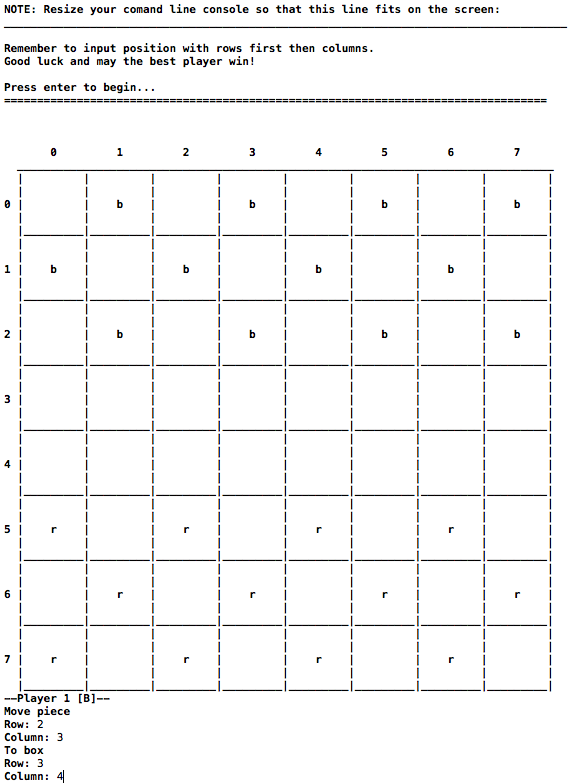 NOTE: Resize your comand line console so that this line fits on the screen:
Remember to input position with rows first then columns.
Good luck and may the best player win!
Press enter to begin...
================================================================================
0 1 2 3 4 5 6 7
0 b b b b
1 b b b b
2 b b b b
3
4
5 r r r r
6 r r r r
7 r r r r
--Player 1 [B]--
Move piece
Row: 2
Column: 3
To box
Row: 3
Column: 4